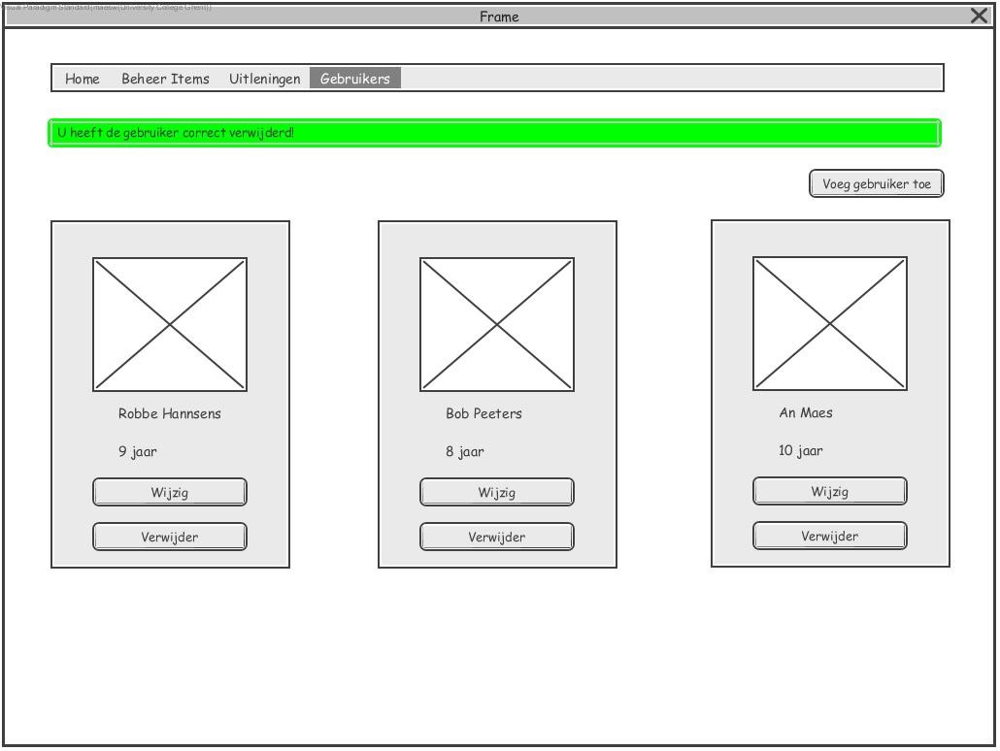 Visual Paradigm Standard(maesw(University College Ghent))
Frame
Home Beheer Items Uitleningen Gebruikers
U heeft de gebruiker correct verwijderd!
Voeg gebruiker toe
Robbe Hannsens Bob Peeters An Maes
9 jaar 8 jaar 10 jaar
Wijzig Wijzig Wijzig
Verwijder Verwijder Verwijder